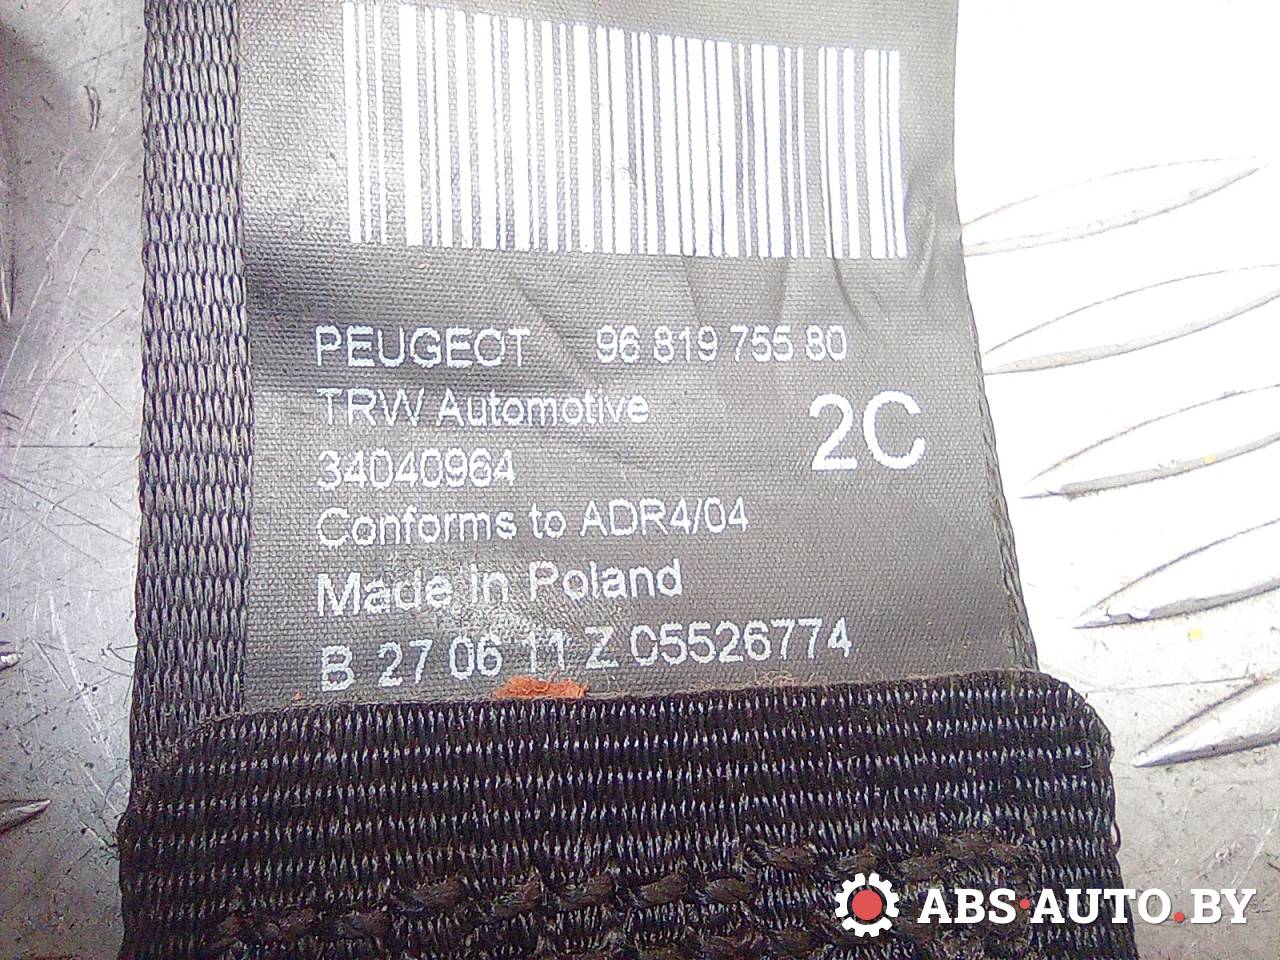 PEUGEOT 96 819 755 80
TRW Automotive
2C
34040964
Conforms to ADR4/04
Made In Poland
B 27 06 11 Z 05526774
ABS-AUTO.BY